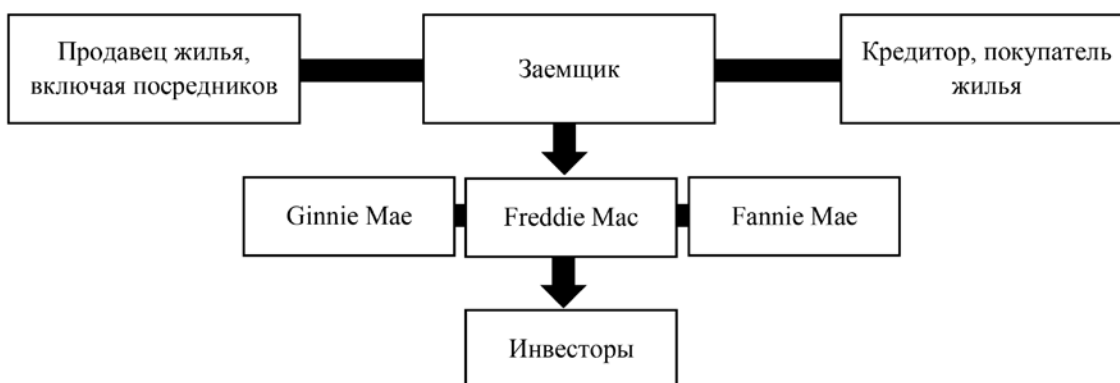 Продавец жилья,
включая посредников
Заемщик
Кредитор, покупатель
жилья
Ginnie Mae
Freddie Mac
Fannie Mae
Инвесторы